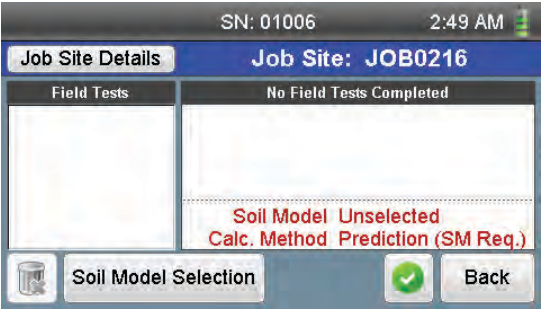 SN: 01006 2:49 AM
Job Site Details Job Site: JOB0216
Field Tests No Field Tests Completed
Soil Model Unselected
Calc. Method Prediction (SM Req.)
Soil Model Selection Back